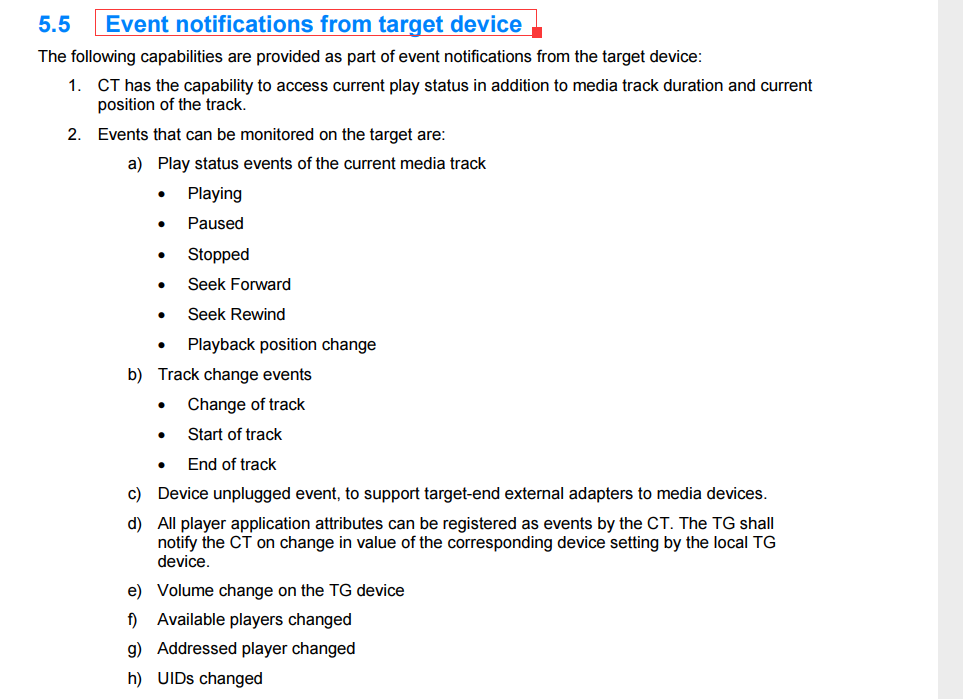 5.5 Event notifications from target device
The following capabilities are provided as part of event notifications from the target device:
1. CT has the capability to access current play status in addition to media track duration and current
position of the track.
2. Events that can be monitored on the target are:
a) Play status events of the current media track
• Playing
• Paused
• Stopped
• Seek Forward
• Seek Rewind
• Playback position change
b) Track change events
• Change of track
• Start of track
• End of track
c) Device unplugged event, to support target-end external adapters to media devices.
d) All player application attributes can be registered as events by the CT. The TG shall
notify the CT on change in value of the corresponding device setting by the local TG
device.
e) Volume change on the TG device
f) Available players changed
g) Addressed player changed
h) UIDs changed